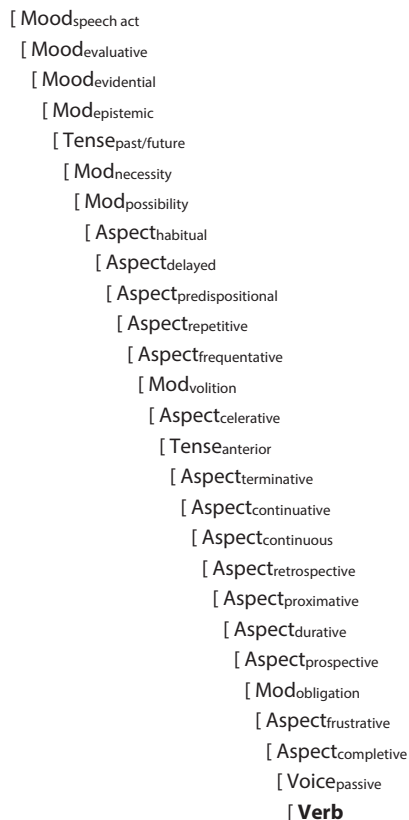 [ Moodspeech act
[ Moodevaluative
[ Moodevidential
[ Modepistemic
[ Tensepast/future
[ Modnecessity
[ Modpossibility
[ Aspecthabitual
[ Aspectdelayed
[ Aspectpredispositional
[ Aspectrepetitive
[ Aspectfrequentative
[ Modvolition
[ Aspectcelerative
[ Tenseanterior
[ Aspectterminative
[ Aspectcontinuative
[ Aspectcontinuous
[ Aspectretrospective
[ Aspectproximative
[ Aspectdurative
[ Aspectprospective
[ Modobligation
[ Aspectfrustrative
[ Aspectcompletive
[ Voicepassive
[ Verb